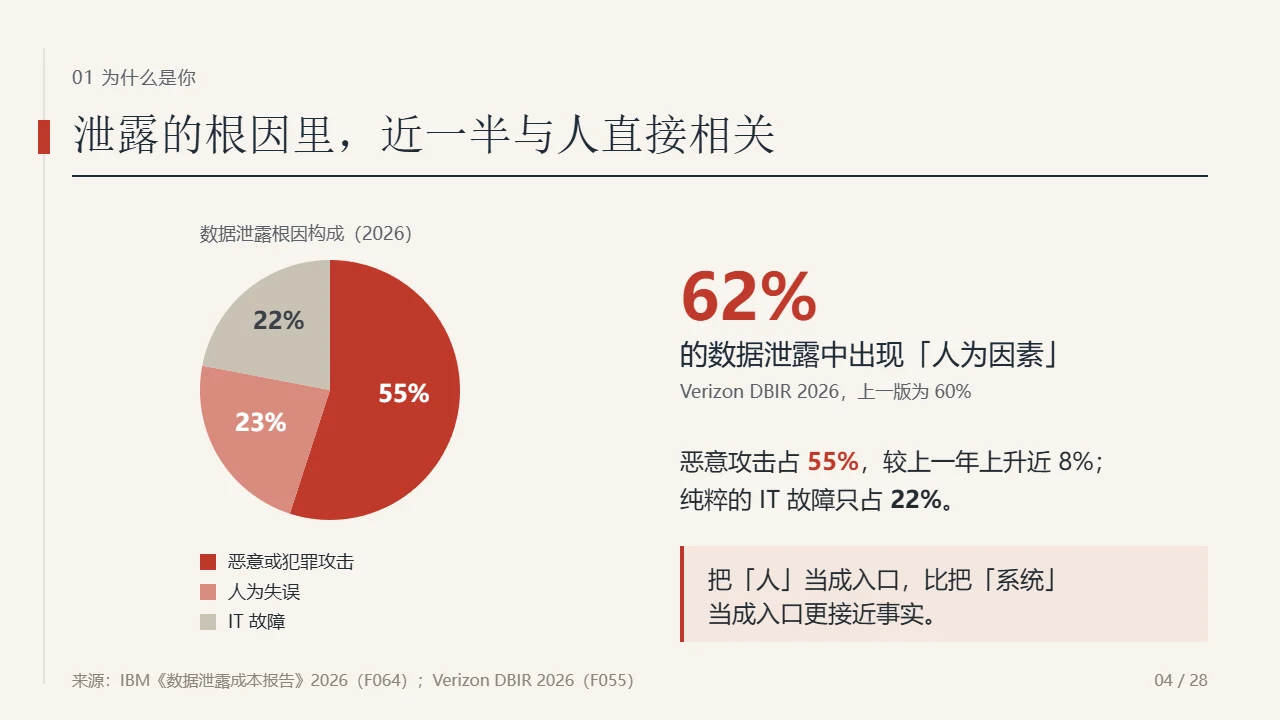 01 为什么是你
泄露的根因里，近一半与人直接相关
数据泄露根因构成（2026）
22%
55%
23%
恶意或犯罪攻击
人为失误
IT 故障
62%
的数据泄露中出现「人为因素」
Verizon DBIR 2026，上一版为 60%
恶意攻击占 55%，较上一年上升近 8%；
纯粹的 IT 故障只占 22%。
把「人」当成入口，比把「系统」
当成入口更接近事实。
来源：IBM《数据泄露成本报告》2026（F064）；Verizon DBIR 2026（F055）
04 / 28